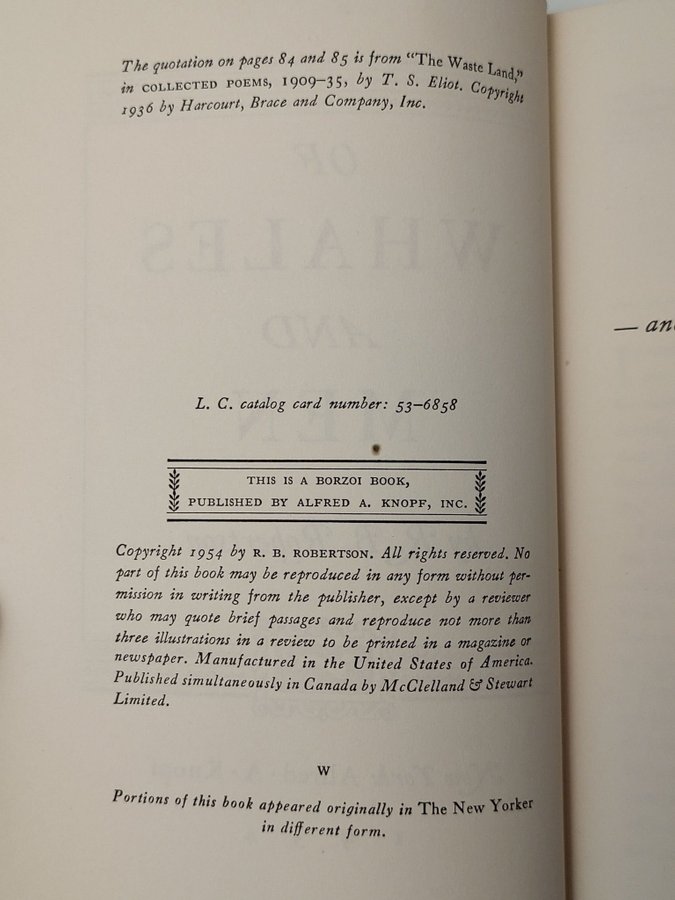 The quotation on pages 84 and 85 is from "The Waste Land,"
in COLLECTED POEMS, 1909–35, by T. S. Eliot. Copyright
1936 by Harcourt, Brace and Company, Inc.
OF
WHALES
AND
MEN
— an
L. C. catalog card number: 53–6858
THIS IS A BORZOI BOOK,
PUBLISHED BY ALFRED A. KNOPF, INC.
Copyright 1954 by R. B. ROBERTSON. All rights reserved. No
part of this book may be reproduced in any form without per-
mission in writing from the publisher, except by a reviewer
who may quote brief passages and reproduce not more than
three illustrations in a review to be printed in a magazine or
newspaper. Manufactured in the United States of America.
Published simultaneously in Canada by McClelland & Stewart
Limited.
W
Portions of this book appeared originally in The New Yorker
in different form.